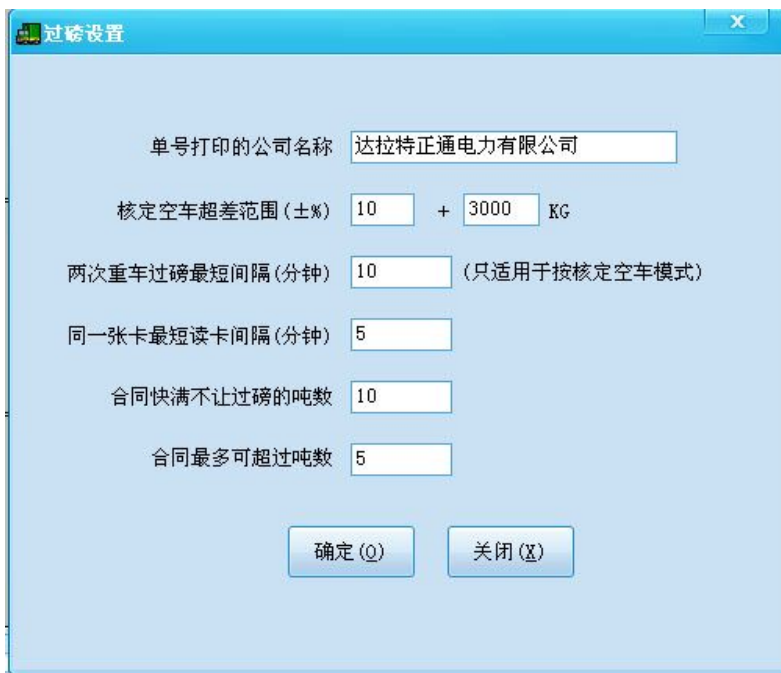 过磅设置
X
单号打印的公司名称 达拉特正通电力有限公司
核定空车超差范围(±%) 10 + 3000 KG
两次重车过磅最短间隔(分钟) 10 (只适用于按核定空车模式)
同一张卡最短读卡间隔(分钟) 5
合同快满不让过磅的吨数 10
合同最多可超过吨数 5
确定(O) 关闭(X)